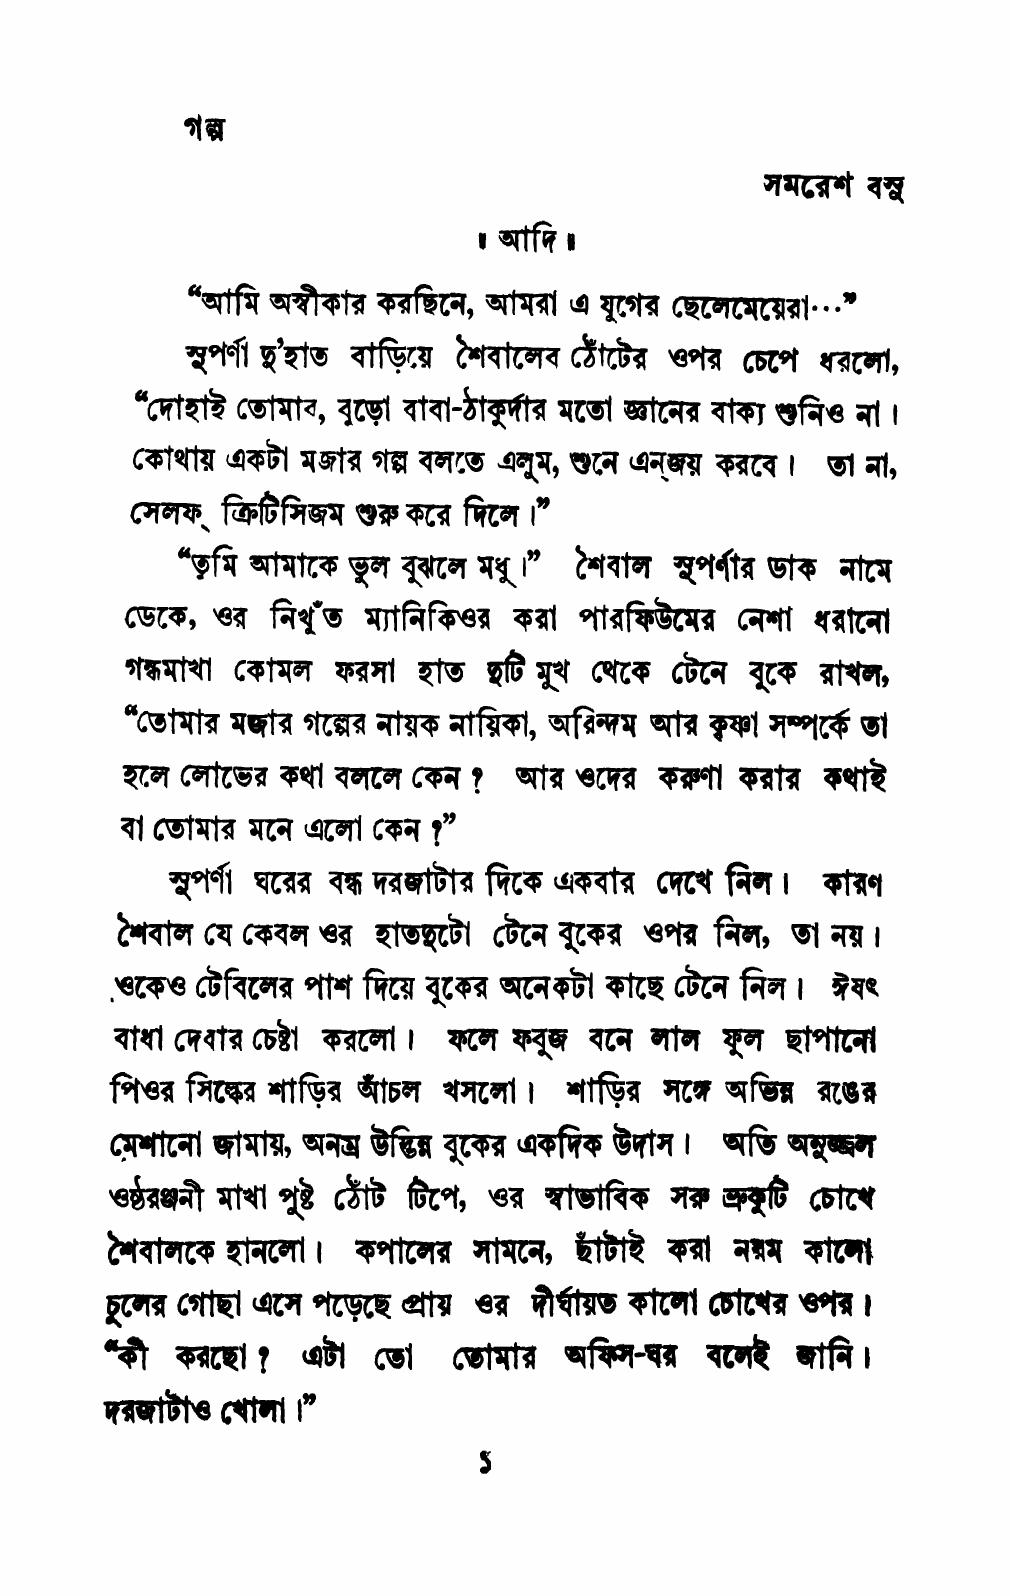 গল্প
সমরেশ বসু
॥ আদি ॥
“আমি অস্বীকার করছিনে, আমরা এ যুগের ছেলেমেয়েরা...”
সুপর্ণা দু’হাত বাড়িয়ে শৈবালেব ঠোঁটের ওপর চেপে ধরলো,
“দোহাই তোমাব, বুড়ো বাবা-ঠাকুর্দার মতো জ্ঞানের বাক্য শুনিও না ।
কোথায় একটা মজার গল্প বলতে এলুম, শুনে এন্‌জয় করবে । তা না,
সেলফ্‌ ক্রিটিসিজম শুরু করে দিলে ।”
“তুমি আমাকে ভুল বুঝলে মধু ।” শৈবাল সুপর্ণার ডাক নামে
ডেকে, ওর নিখুঁত ম্যানিকিওর করা পারফিউমের নেশা ধরানো
গন্ধমাখা কোমল ফরসা হাত দুটি মুখ থেকে টেনে বুকে রাখল,
“তোমার মজার গল্পের নায়ক নায়িকা, অরিন্দম আর কৃষ্ণা সম্পর্কে তা
হলে লোভের কথা বললে কেন ? আর ওদের করুণা করার কথাই
বা তোমার মনে এলো কেন ?”
সুপর্ণা ঘরের বন্ধ দরজাটার দিকে একবার দেখে নিল । কারণ
শৈবাল যে কেবল ওর হাতদুটো টেনে বুকের ওপর নিল, তা নয় ।
ওকেও টেবিলের পাশ দিয়ে বুকের অনেকটা কাছে টেনে নিল । ঈষৎ
বাধা দেবার চেষ্টা করলো । ফলে ফবুজ বনে লাল ফুল ছাপানো
পিওর সিল্কের শাড়ির আঁচল খসলো । শাড়ির সঙ্গে অভিন্ন রঙের
মেশানো জামায়, অনম্র উদ্ভিন্ন বুকের একদিক উদাস । অতি অনুজ্জ্বল
ওষ্ঠরঞ্জনী মাখা পুষ্ট ঠোঁট টিপে, ওর স্বাভাবিক সরু ভ্রুকুটি চোখে
শৈবালকে হানলো । কপালের সামনে, ছাঁটাই করা নরম কালো
চুলের গোছা এসে পড়েছে প্রায় ওর দীর্ঘায়ত কালো চোখের ওপর ।
“কী করছো ? এটা তো তোমার অফিস-ঘর বলেই জানি ।
দরজাটাও খোলা ।”
১